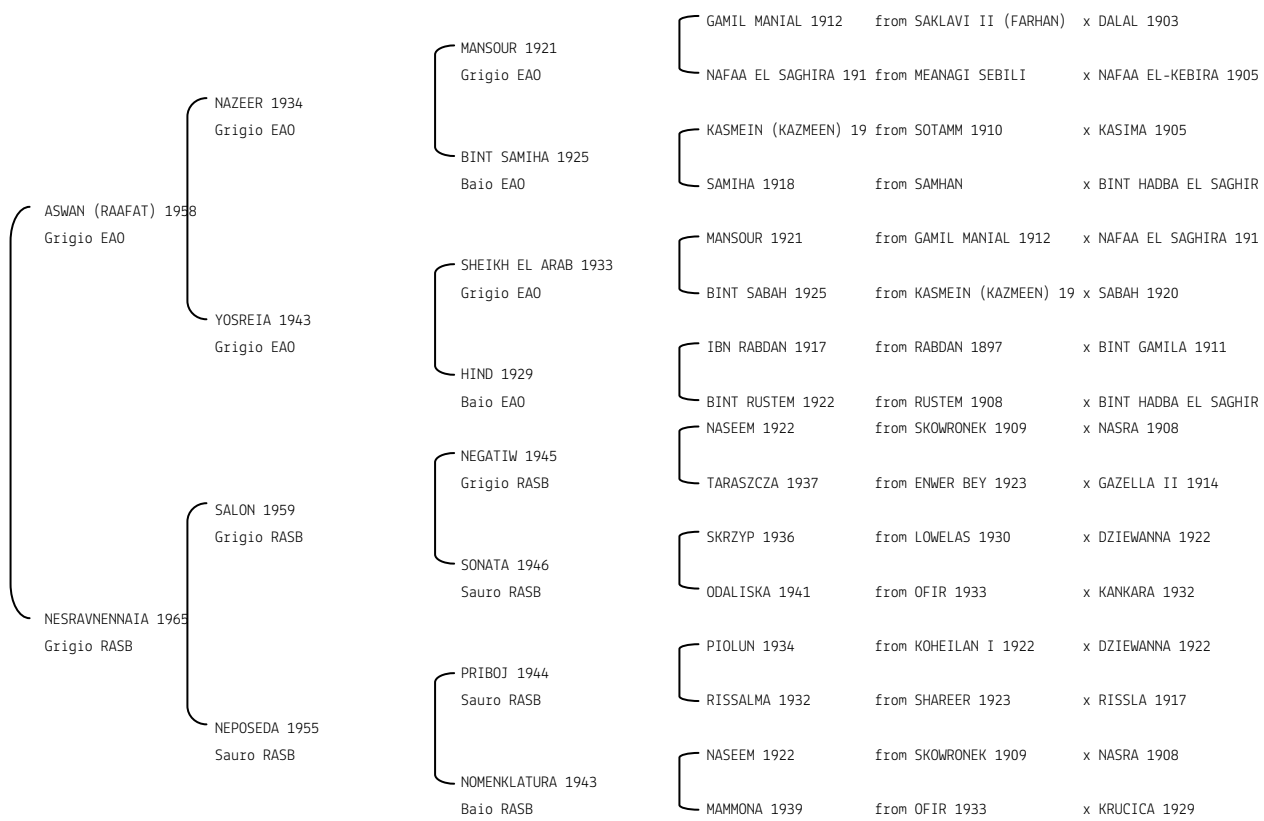 GAMIL MANIAL 1912 from SAKLAVI II (FARHAN) x DALAL 1903
MANSOUR 1921
Grigio EAO
NAFAA EL SAGHIRA 191 from MEANAGI SEBILI x NAFAA EL-KEBIRA 1905
NAZEER 1934
Grigio EAO
KASMEIN (KAZMEEN) 19 from SOTAMM 1910 x KASIMA 1905
BINT SAMIHA 1925
Baio EAO
SAMIHA 1918 from SAMHAN x BINT HADBA EL SAGHIR
ASWAN (RAAFAT) 1958
Grigio EAO
MANSOUR 1921 from GAMIL MANIAL 1912 x NAFAA EL SAGHIRA 191
SHEIKH EL ARAB 1933
Grigio EAO
BINT SABAH 1925 from KASMEIN (KAZMEEN) 19 x SABAH 1920
YOSREIA 1943
Grigio EAO
IBN RABDAN 1917 from RABDAN 1897 x BINT GAMILA 1911
HIND 1929
Baio EAO
BINT RUSTEM 1922 from RUSTEM 1908 x BINT HADBA EL SAGHIR
NASEEM 1922 from SKOWRONEK 1909 x NASRA 1908
NEGATIW 1945
Grigio RASB
TARASZCZA 1937 from ENWER BEY 1923 x GAZELLA II 1914
SALON 1959
Grigio RASB
SKRZYP 1936 from LOWELAS 1930 x DZIEWANNA 1922
SONATA 1946
Sauro RASB
ODALISKA 1941 from OFIR 1933 x KANKARA 1932
NESRAVNENNAIA 1965
Grigio RASB
PIOLUN 1934 from KOHEILAN I 1922 x DZIEWANNA 1922
PRIBOJ 1944
Sauro RASB
RISSALMA 1932 from SHAREER 1923 x RISSLA 1917
NEPOSEDA 1955
Sauro RASB
NASEEM 1922 from SKOWRONEK 1909 x NASRA 1908
NOMENKLATURA 1943
Baio RASB
MAMMONA 1939 from OFIR 1933 x KRUCICA 1929